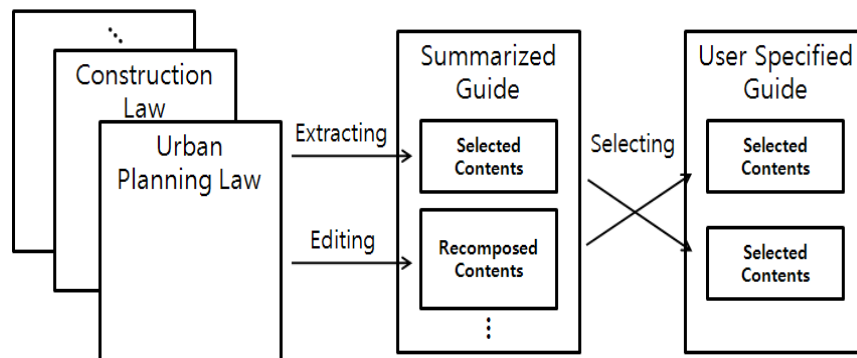 Construction
Law
Urban
Planning Law
Extracting
Editing
Summarized
Guide
Selected
Contents
Recomposed
Contents
Selecting
User Specified
Guide
Selected
Contents
Selected
Contents